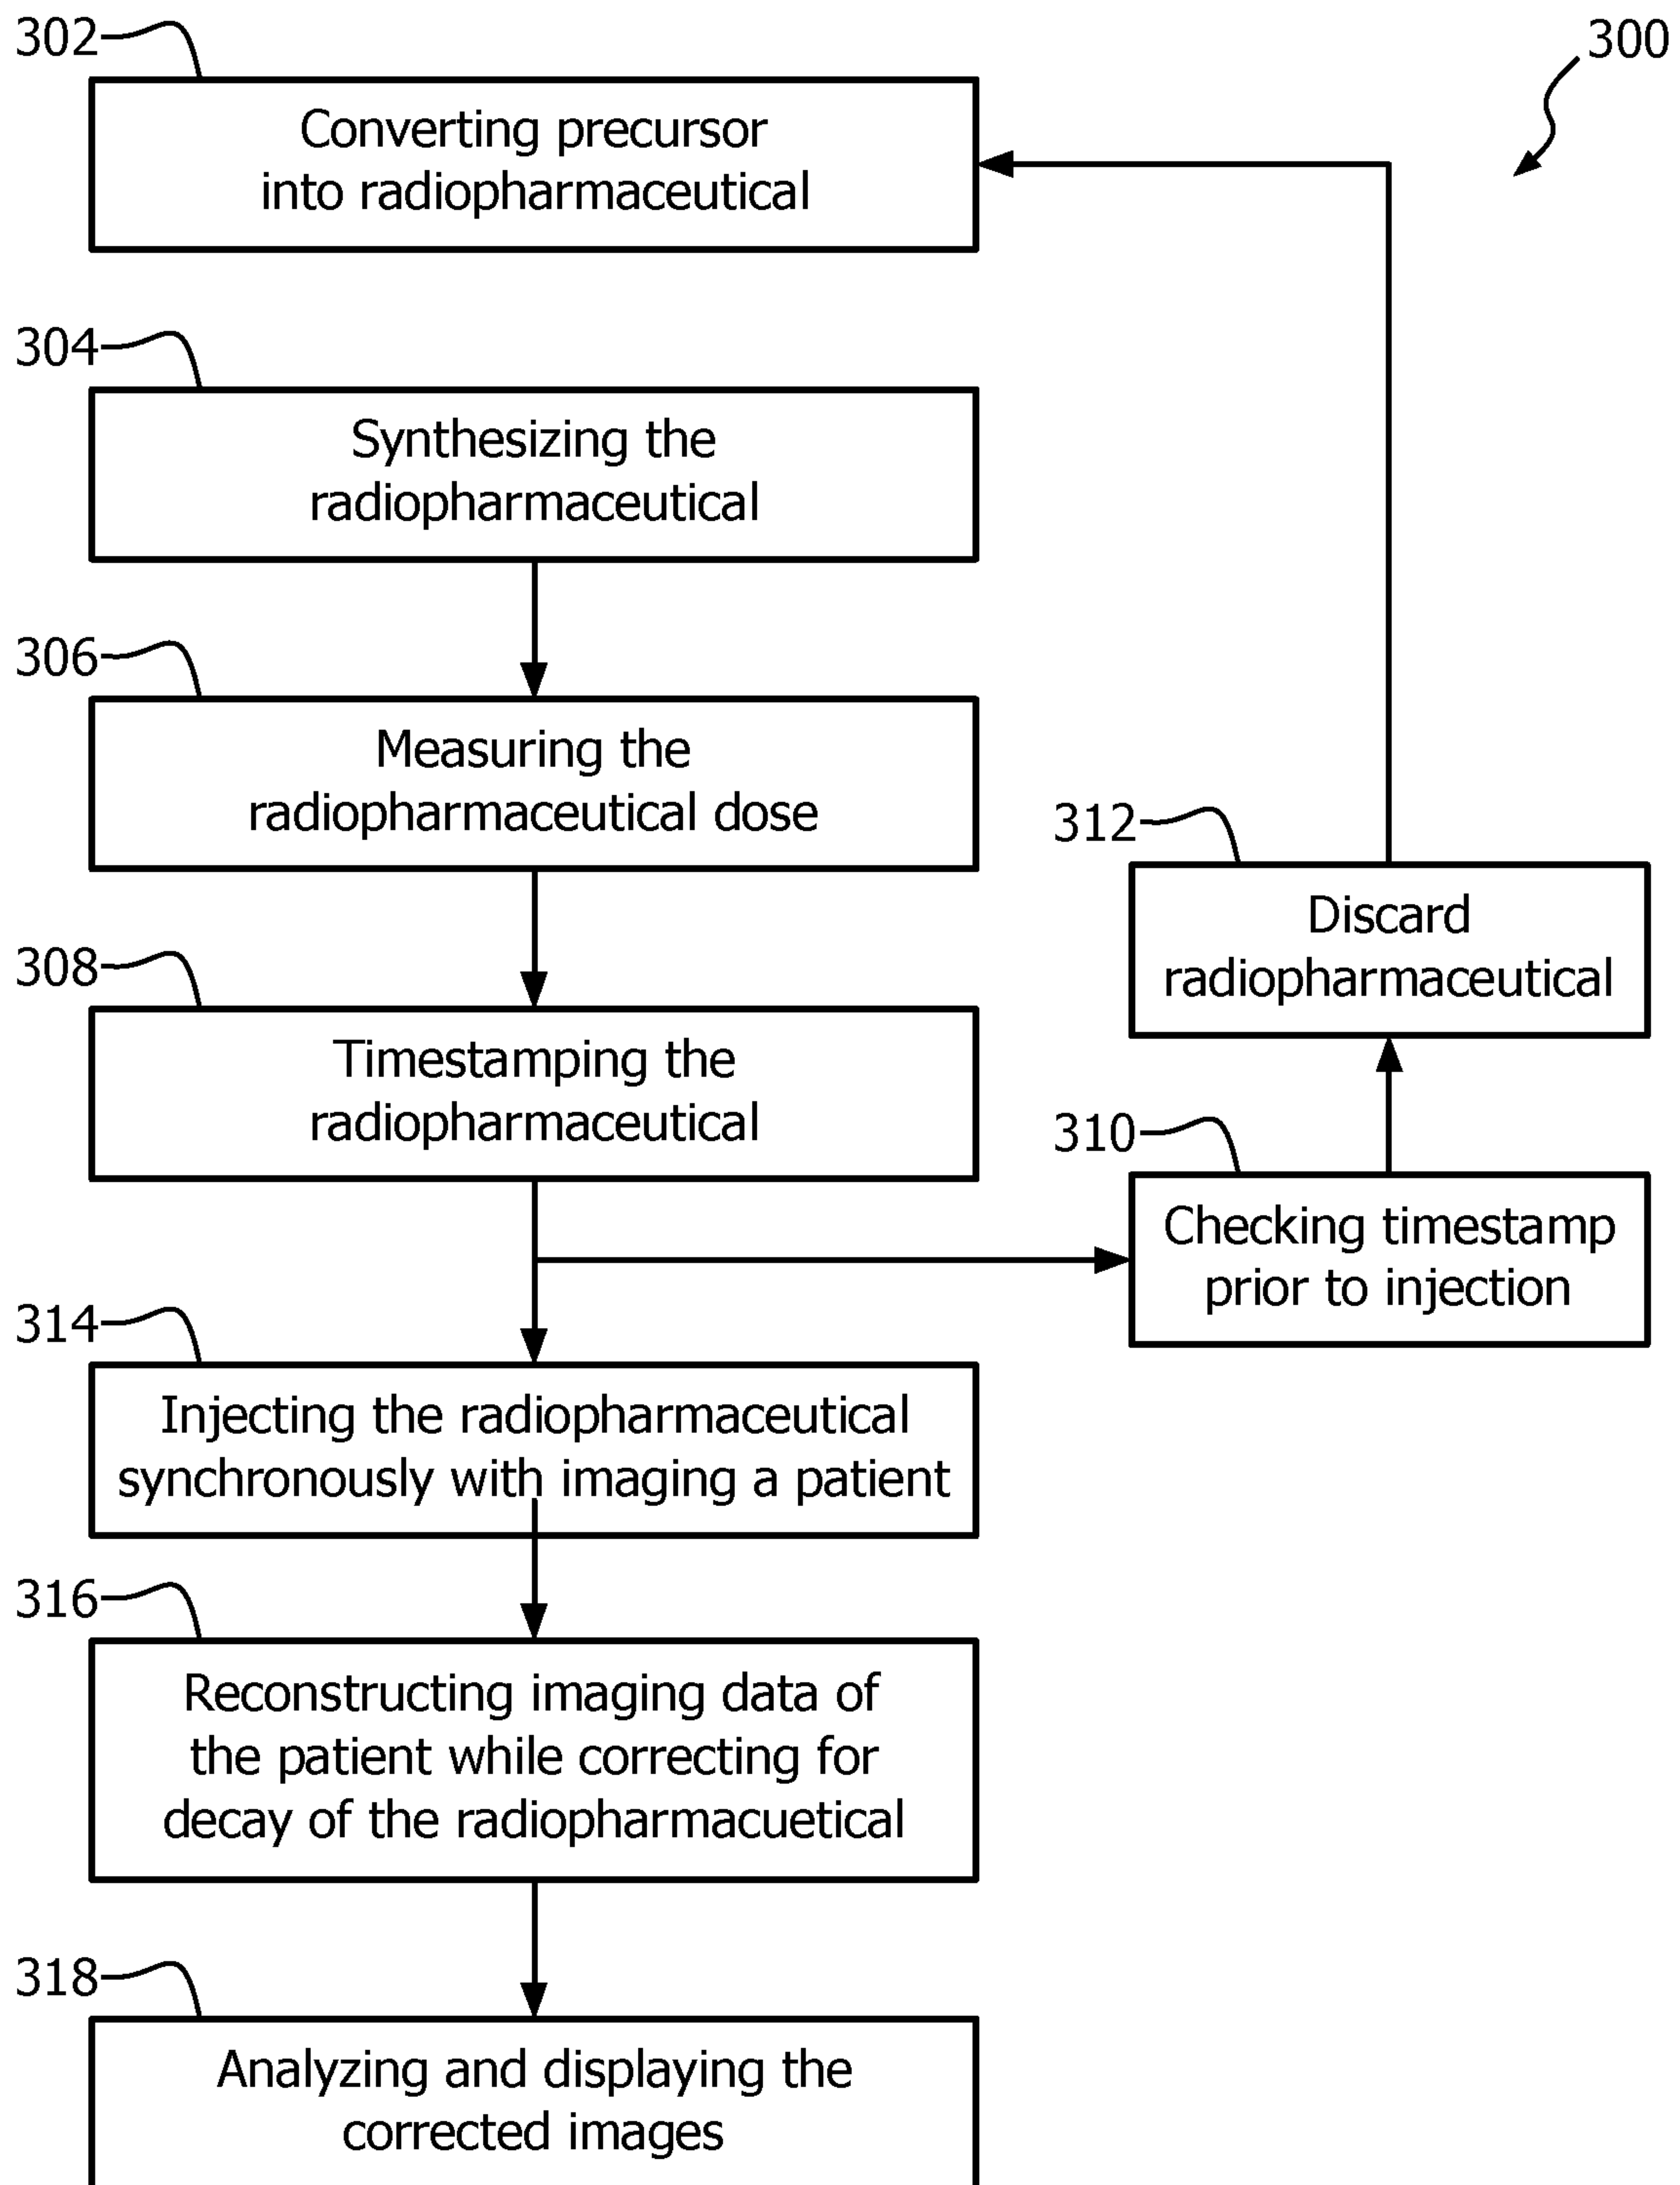 302
300
Converting precursor
into radiopharmaceutical
304
Synthesizing the
radiopharmaceutical
306
Measuring the
radiopharmaceutical dose
308
Timestamping the
radiopharmaceutical
312
Discard
radiopharmaceutical
310
Checking timestamp
prior to injection
314
Injecting the radiopharmaceutical
synchronously with imaging a patient
316
Reconstructing imaging data of
the patient while correcting for
decay of the radiopharmacuetical
318
Analyzing and displaying the
corrected images